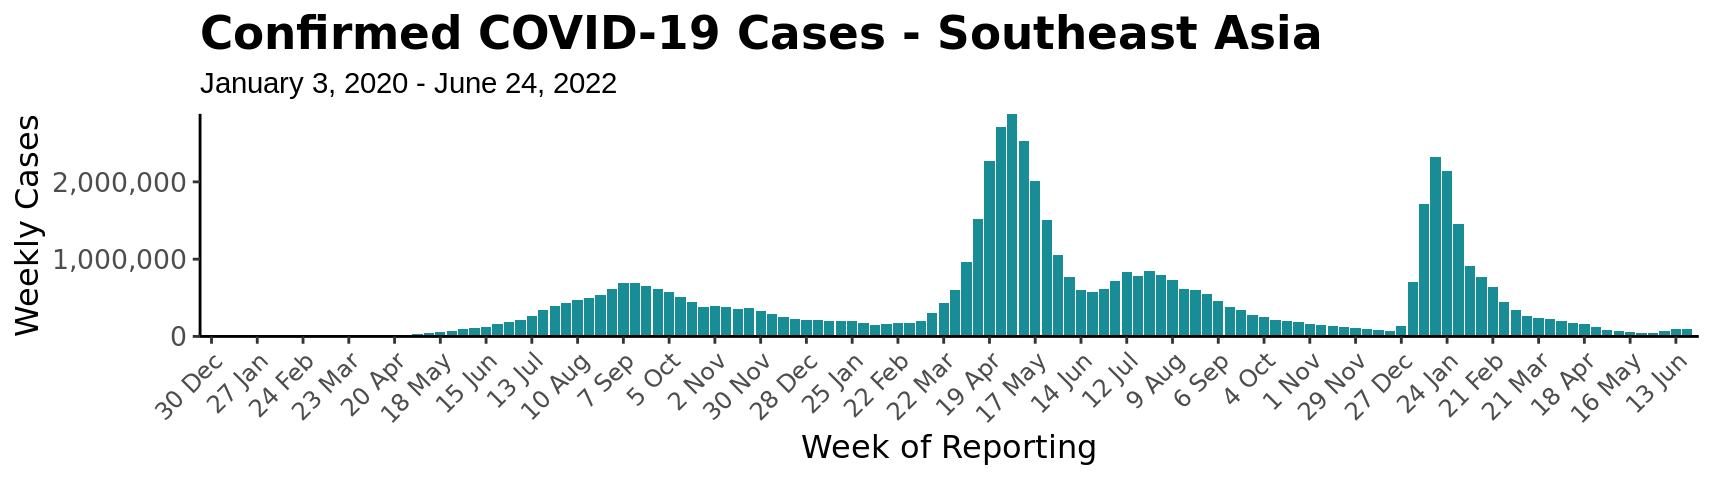 Confirmed COVID-19 Cases - Southeast Asia
January 3, 2020 - June 24, 2022
Weekly Cases
2,000,000
1,000,000
0
30 Dec
27 Jan
24 Feb
23 Mar
20 Apr
18 May
15 Jun
13 Jul
10 Aug
7 Sep
5 Oct
2 Nov
30 Nov
28 Dec
25 Jan
22 Feb
22 Mar
19 Apr
17 May
14 Jun
12 Jul
9 Aug
6 Sep
4 Oct
1 Nov
29 Nov
27 Dec
24 Jan
21 Feb
21 Mar
18 Apr
16 May
13 Jun
Week of Reporting